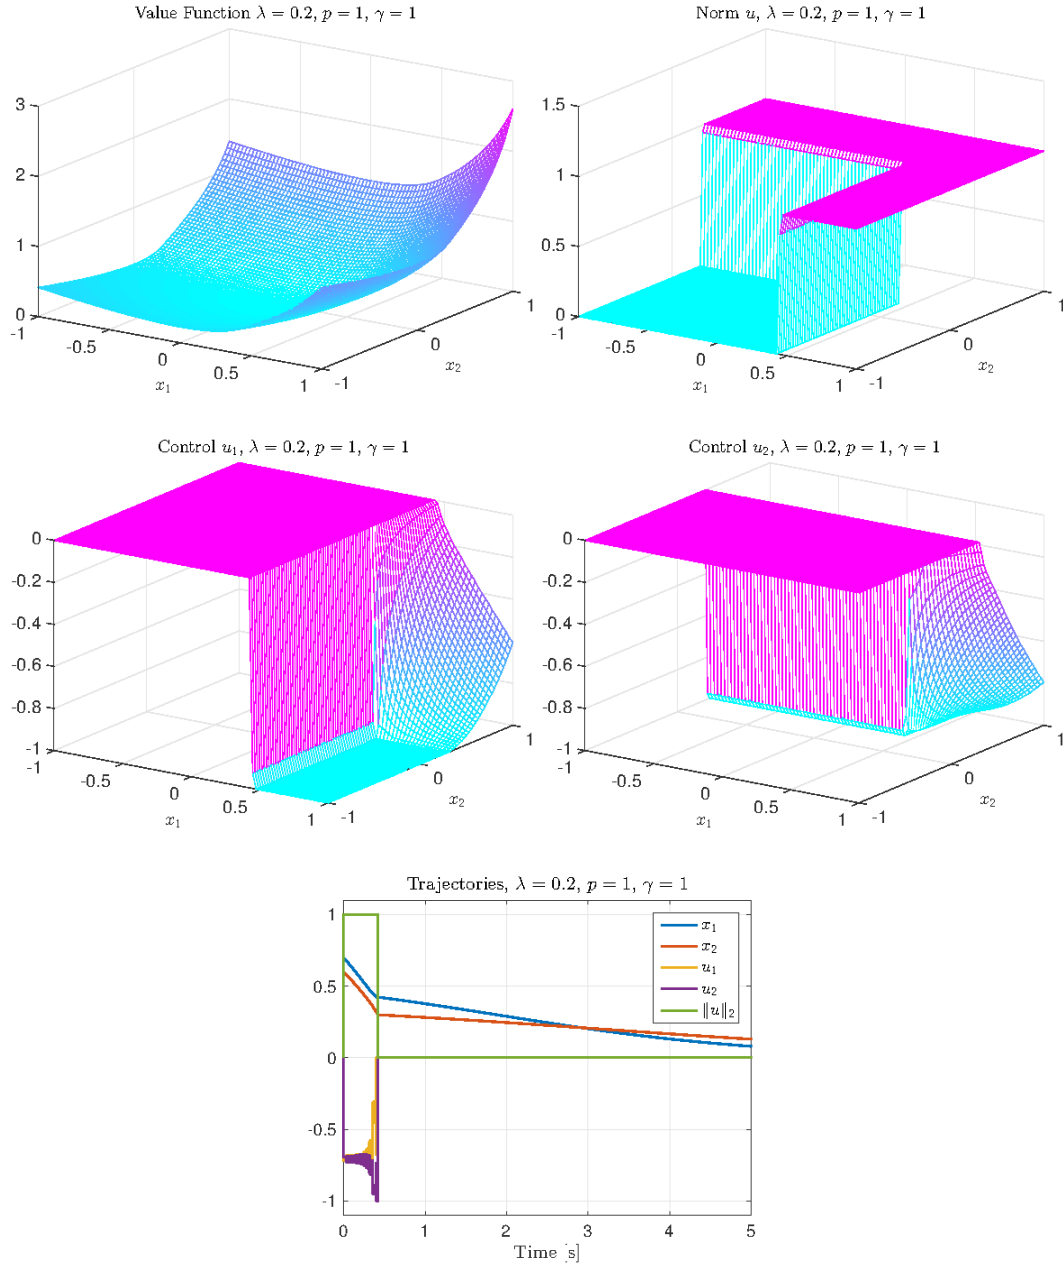 Value Function λ = 0.2, p = 1, γ = 1
3
2
1
0
-1
-0.5
0
0.5
1
x₁
-1
0
1
x₂
Norm u, λ = 0.2, p = 1, γ = 1
1.5
1
0.5
0
-1
-0.5
0
0.5
1
x₁
-1
0
1
x₂
Control u₁, λ = 0.2, p = 1, γ = 1
0
-0.2
-0.4
-0.6
-0.8
-1
-1
-0.5
0
0.5
1
x₁
-1
0
1
x₂
Control u₂, λ = 0.2, p = 1, γ = 1
0
-0.2
-0.4
-0.6
-0.8
-1
-1
-0.5
0
0.5
1
x₁
-1
0
1
x₂
Trajectories, λ = 0.2, p = 1, γ = 1
1
0.5
0
-0.5
-1
x₁
x₂
u₁
u₂
‖u‖₂
0 1 2 3 4 5
Time [s]